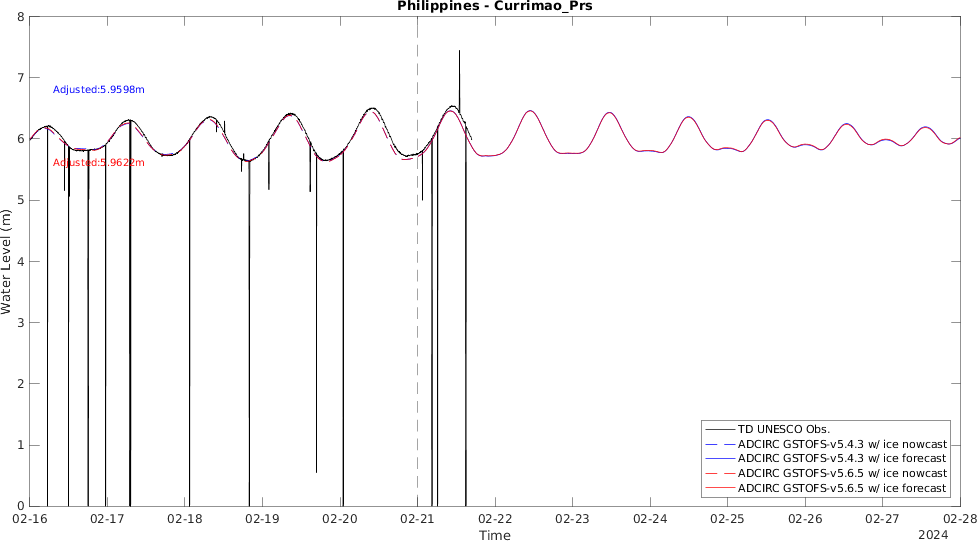 Philippines - Currimao_Prs
8
7
6
5
4
3
2
1
0
Water Level (m)
Adjusted:5.9598m
Adjusted:5.9622m
TD UNESCO Obs.
ADCIRC GSTOFS-v5.4.3 w/ ice nowcast
ADCIRC GSTOFS-v5.4.3 w/ ice forecast
ADCIRC GSTOFS-v5.6.5 w/ ice nowcast
ADCIRC GSTOFS-v5.6.5 w/ ice forecast
02-16 02-17 02-18 02-19 02-20 02-21 02-22 02-23 02-24 02-25 02-26 02-27 02-28
Time
2024